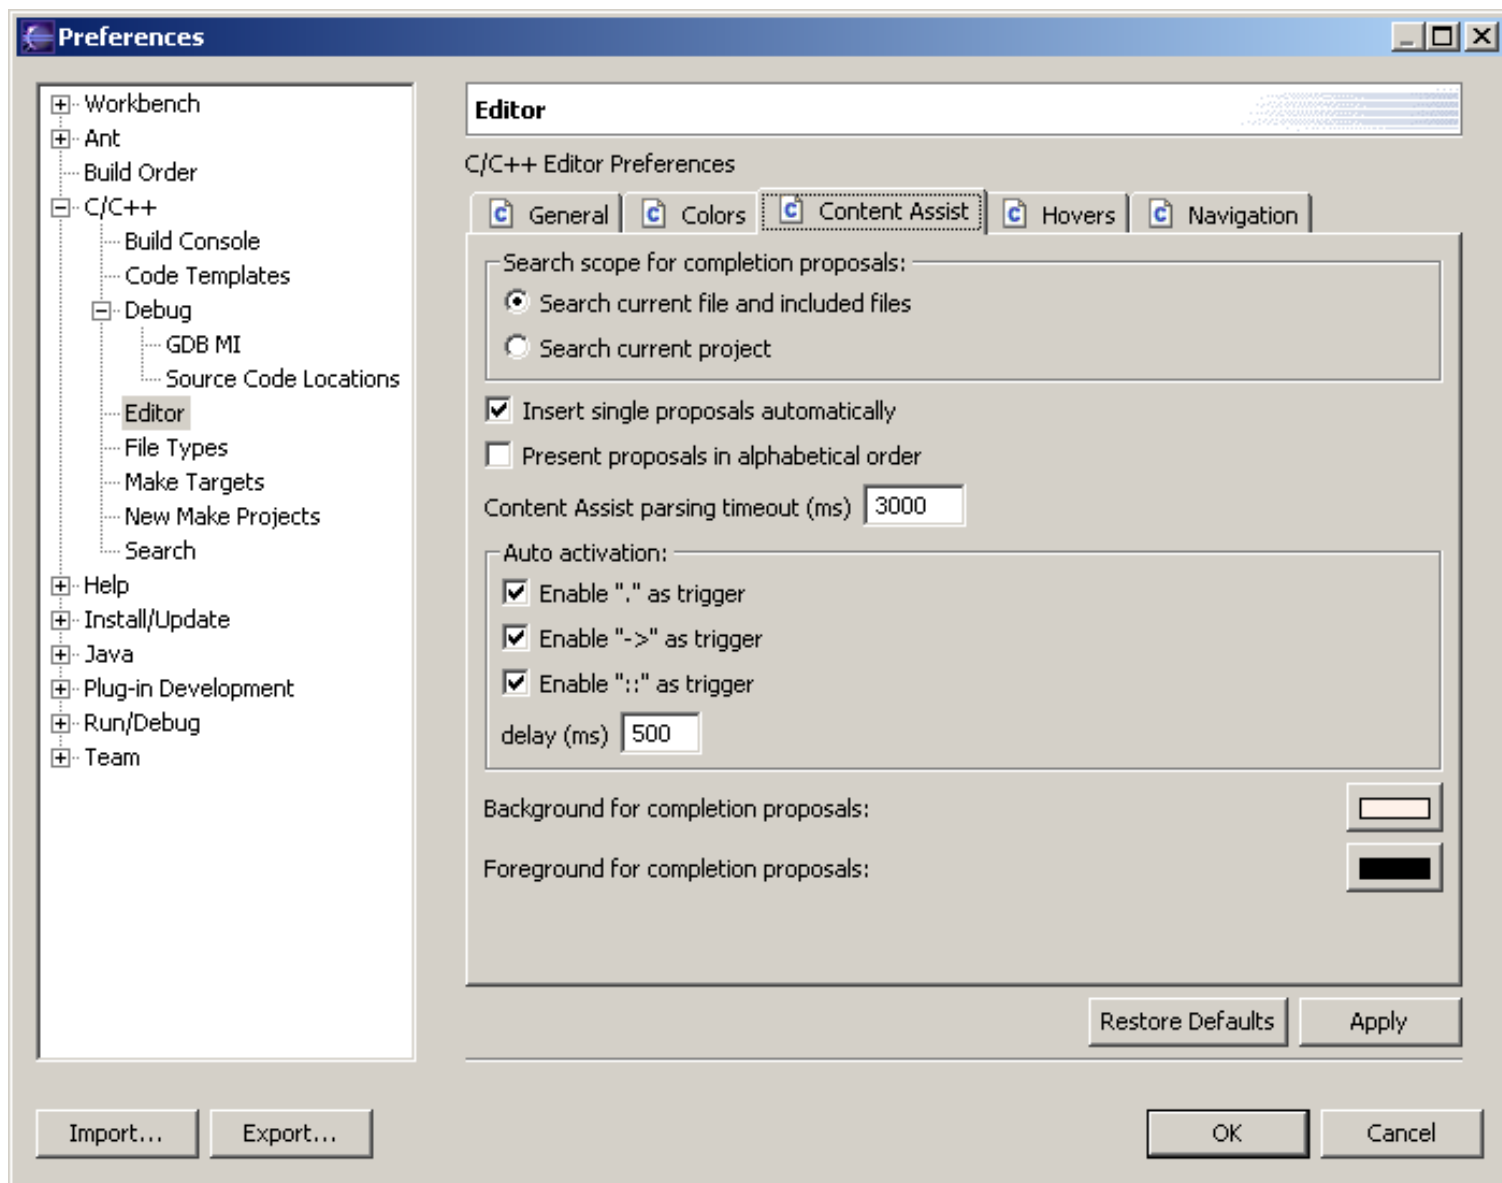 Preferences
Workbench
Ant
Build Order
C/C++
Build Console
Code Templates
Debug
GDB MI
Source Code Locations
Editor
File Types
Make Targets
New Make Projects
Search
Help
Install/Update
Java
Plug-in Development
Run/Debug
Team
Editor
C/C++ Editor Preferences
General Colors Content Assist Hovers Navigation
Search scope for completion proposals:
Search current file and included files
Search current project
Insert single proposals automatically
Present proposals in alphabetical order
Content Assist parsing timeout (ms) 3000
Auto activation:
Enable "." as trigger
Enable "->" as trigger
Enable "::" as trigger
delay (ms) 500
Background for completion proposals:
Foreground for completion proposals:
Restore Defaults Apply
Import... Export... OK Cancel